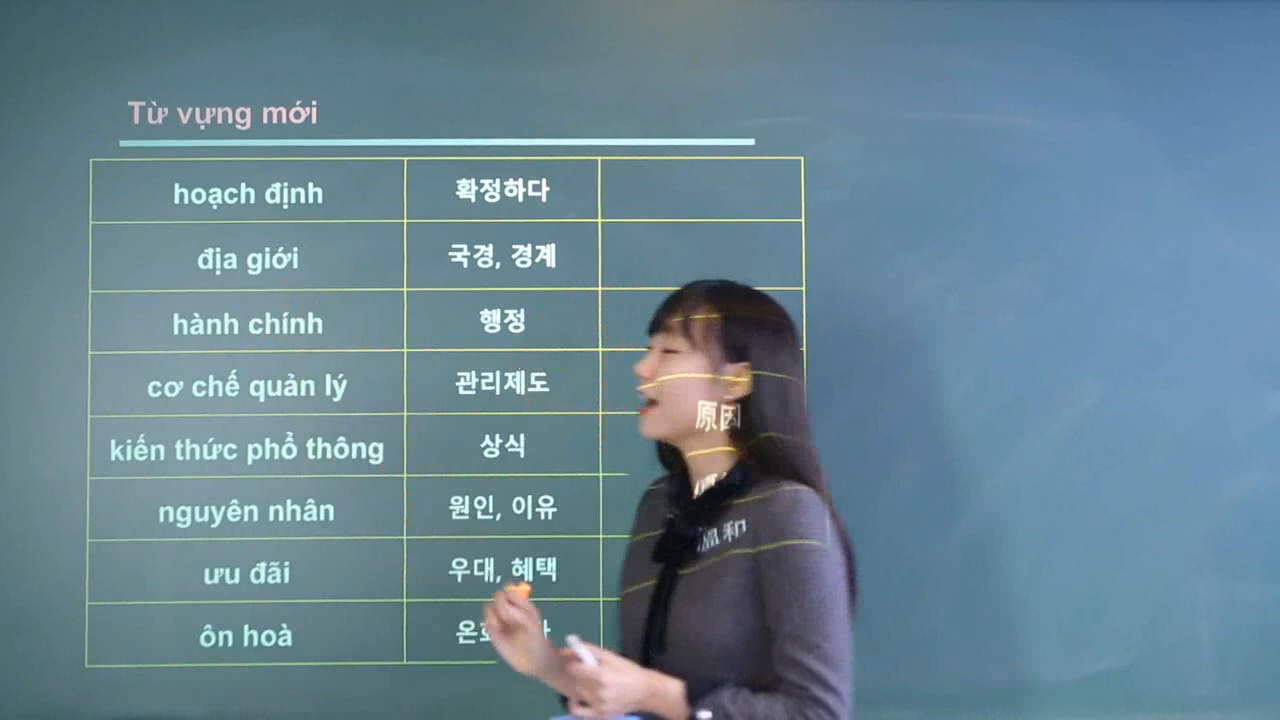 Từ vựng mới
hoạch định 확정하다
địa giới 국경, 경계
hành chính 행정
cơ chế quản lý 관리제도
kiến thức phổ thông 상식
原因
nguyên nhân 원인, 이유
ưu đãi 우대, 혜택
溫和
ôn hoà